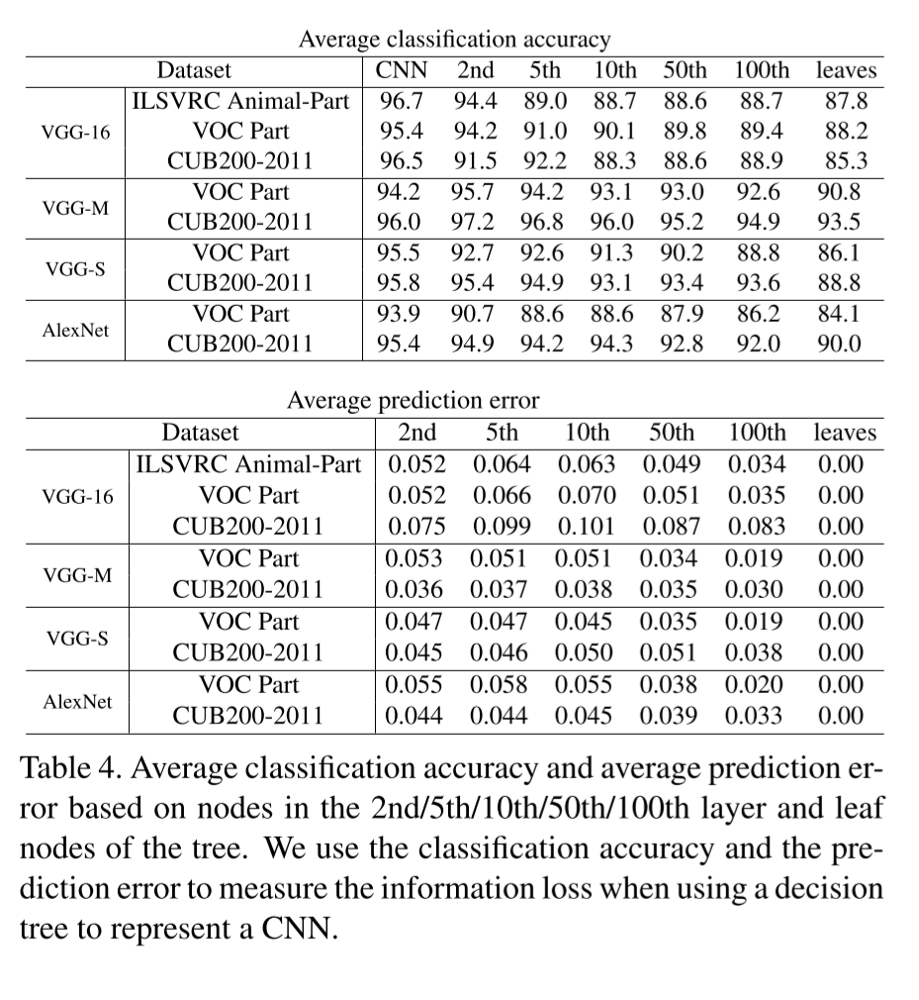 Average classification accuracy
Dataset CNN 2nd 5th 10th 50th 100th leaves
VGG-16 ILSVRC Animal-Part 96.7 94.4 89.0 88.7 88.6 88.7 87.8
VOC Part 95.4 94.2 91.0 90.1 89.8 89.4 88.2
CUB200-2011 96.5 91.5 92.2 88.3 88.6 88.9 85.3
VGG-M VOC Part 94.2 95.7 94.2 93.1 93.0 92.6 90.8
CUB200-2011 96.0 97.2 96.8 96.0 95.2 94.9 93.5
VGG-S VOC Part 95.5 92.7 92.6 91.3 90.2 88.8 86.1
CUB200-2011 95.8 95.4 94.9 93.1 93.4 93.6 88.8
AlexNet VOC Part 93.9 90.7 88.6 88.6 87.9 86.2 84.1
CUB200-2011 95.4 94.9 94.2 94.3 92.8 92.0 90.0
Average prediction error
Dataset 2nd 5th 10th 50th 100th leaves
VGG-16 ILSVRC Animal-Part 0.052 0.064 0.063 0.049 0.034 0.00
VOC Part 0.052 0.066 0.070 0.051 0.035 0.00
CUB200-2011 0.075 0.099 0.101 0.087 0.083 0.00
VGG-M VOC Part 0.053 0.051 0.051 0.034 0.019 0.00
CUB200-2011 0.036 0.037 0.038 0.035 0.030 0.00
VGG-S VOC Part 0.047 0.047 0.045 0.035 0.019 0.00
CUB200-2011 0.045 0.046 0.050 0.051 0.038 0.00
AlexNet VOC Part 0.055 0.058 0.055 0.038 0.020 0.00
CUB200-2011 0.044 0.044 0.045 0.039 0.033 0.00
Table 4. Average classification accuracy and average prediction er-
ror based on nodes in the 2nd/5th/10th/50th/100th layer and leaf
nodes of the tree. We use the classification accuracy and the pre-
diction error to measure the information loss when using a decision
tree to represent a CNN.